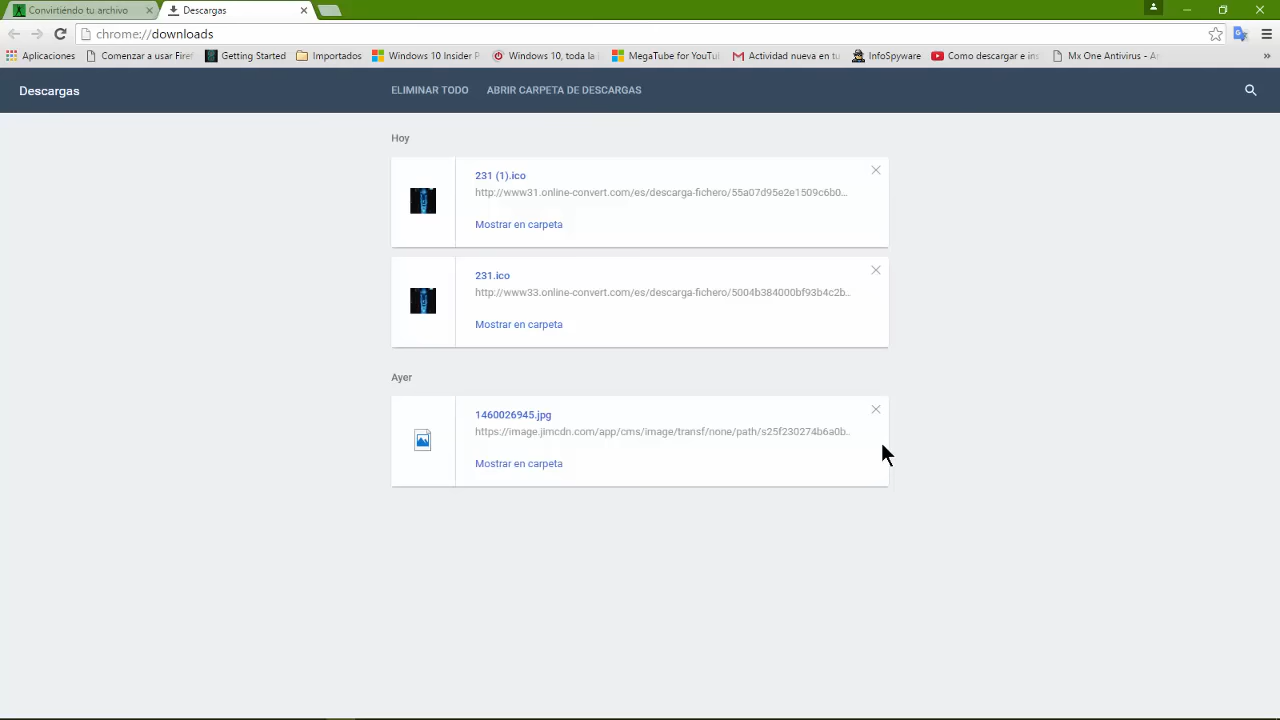 Convirtiendo tu archivo
Descargas
chrome://downloads
Aplicaciones
Comenzar a usar Firef
Getting Started
Importados
Windows 10 Insider P
Windows 10, toda la
MegaTube for YouTu
Actividad nueva en tu
InfoSpyware
Como descargar e ins
Mx One Antivirus - An
Descargas
ELIMINAR TODO
ABRIR CARPETA DE DESCARGAS
Hoy
231 (1).ico
http://www31.online-convert.com/es/descarga-fichero/55a07d95e2e1509c6b0...
Mostrar en carpeta
231.ico
http://www33.online-convert.com/es/descarga-fichero/5004b384000bf93b4c2b...
Mostrar en carpeta
Ayer
1460026945.jpg
https://image.jimcdn.com/app/cms/image/transf/none/path/s25f230274b6a0b...
Mostrar en carpeta